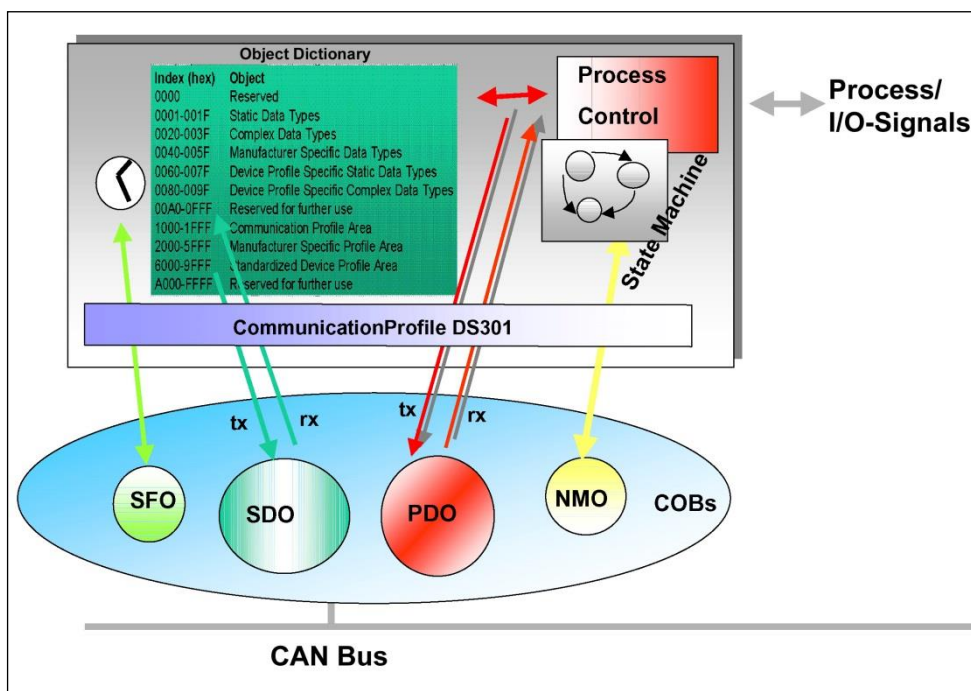 Object Dictionary
Index (hex) Object
0000 Reserved
0001-001F Static Data Types
0020-003F Complex Data Types
0040-005F Manufacturer Specific Data Types
0060-007F Device Profile Specific Static Data Types
0080-009F Device Profile Specific Complex Data Types
00A0-0FFF Reserved for further use
1000-1FFF Communication Profile Area
2000-5FFF Manufacturer Specific Profile Area
6000-9FFF Standardized Device Profile Area
A000-FFFF Reserved for further use
Process
Control
State Machine
Process/
I/O-Signals
CommunicationProfile DS301
tx rx tx rx
SFO SDO PDO NMO COBs
CAN Bus